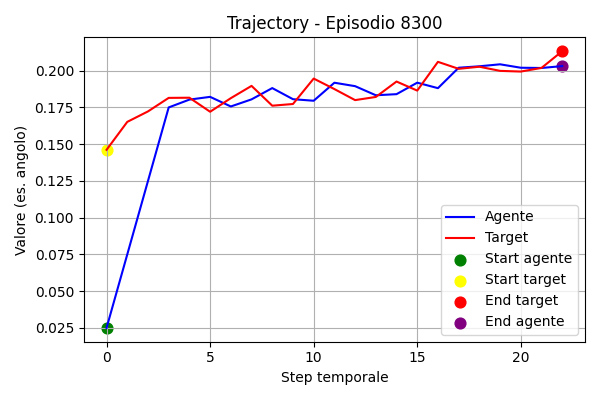 Trajectory - Episodio 8300
Valore (es. angolo)
0.200
0.175
0.150
0.125
0.100
0.075
0.050
0.025
0 5 10 15 20
Step temporale
Agente
Target
Start agente
Start target
End target
End agente